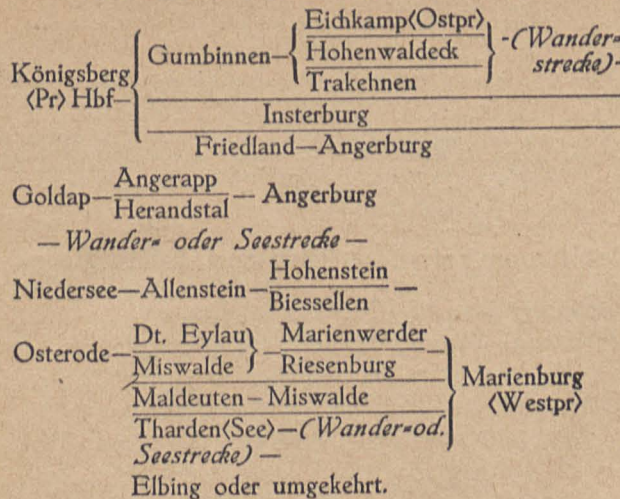 Eichkamp‹Ostpr›
Gumbinnen— Hohenwaldeck -(Wander=
strecke)-
Königsberg Trakehnen
‹Pr› Hbf—
Insterburg
Friedland—Angerburg
Goldap— Angerapp — Angerburg
Herandstal
— Wander= oder Seestrecke —
Niedersee—Allenstein— Hohenstein —
Biessellen
Osterode— Dt. Eylau — Marienwerder —
Miswalde Riesenburg
Maldeuten – Miswalde Marienburg
‹Westpr›
Tharden‹See›—(Wander=od.
Seestrecke) —
Elbing oder umgekehrt.